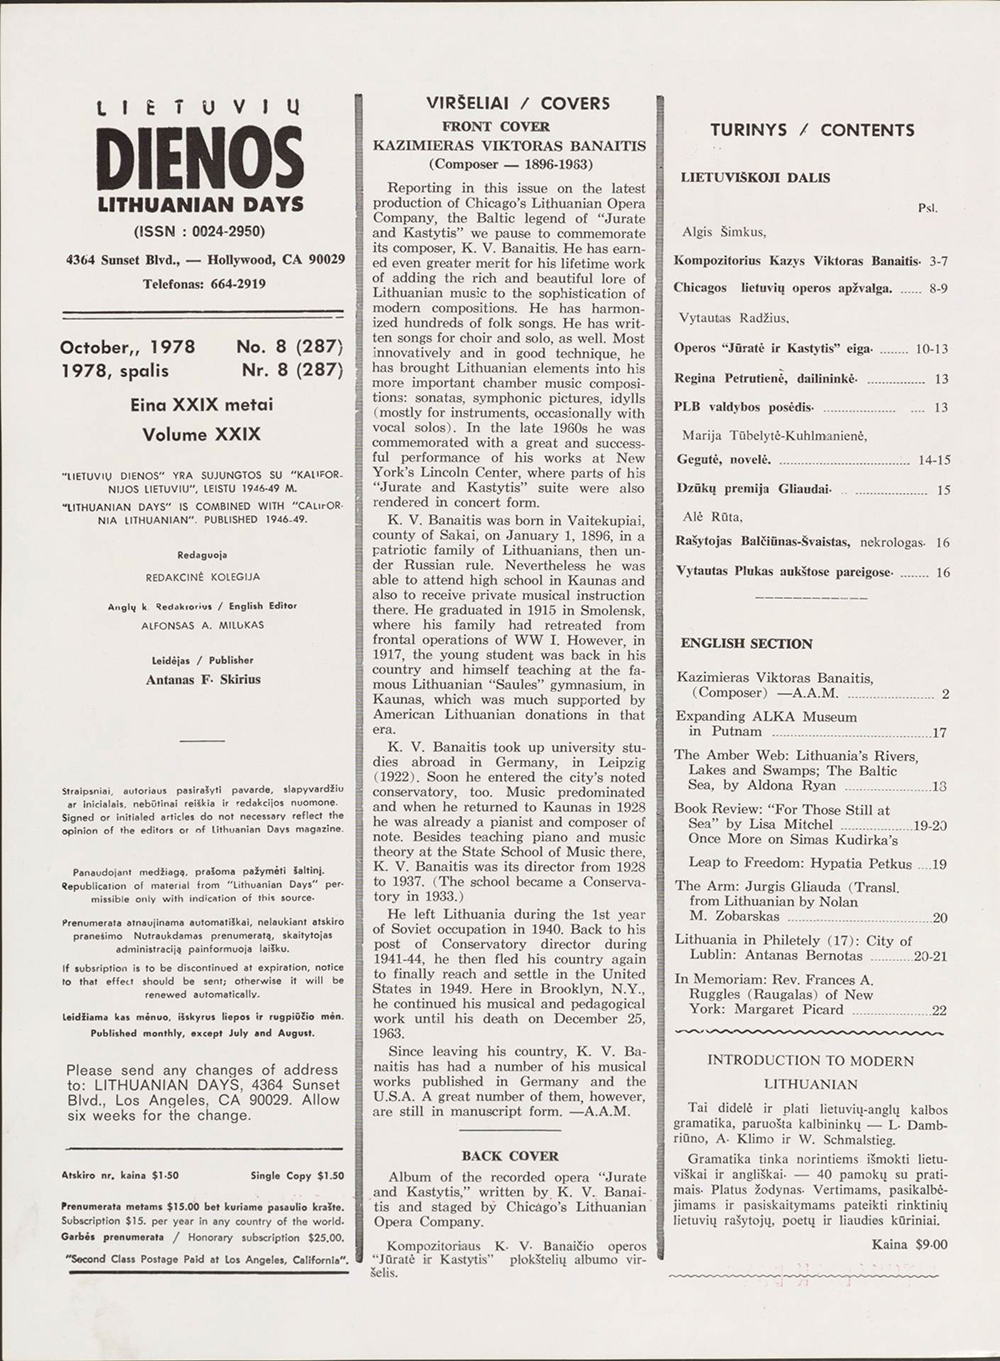 LIETUVIŲ
DIENOS
LITHUANIAN DAYS
(ISSN : 0024-2950)
4364 Sunset Blvd., — Hollywood, CA 90029
Telefonas: 664-2919
October,, 1978 No. 8 (287)
1978, spalis Nr. 8 (287)
Eina XXIX metai
Volume XXIX
"LIETUVIŲ DIENOS" YRA SUJUNGTOS SU "KALIFOR-
NIJOS LIETUVIU", LEISTU 1946-49 M.
"LITHUANIAN DAYS" IS COMBINED WITH "CALIFOR-
NIA LITHUANIAN". PUBLISHED 1946-49.
Redaguoja
REDAKCINĖ KOLEGIJA
Anglų k. Redaktorius / English Editor
ALFONSAS A. MILUKAS
Leidėjas / Publisher
Antanas F. Skirius
Straipsniai, autoriaus pasirašyti pavarde, slapyvardžiu
ar inicialais, nebūtinai reiškia ir redakcijos nuomonę.
Signed or initialed articles do not necessary reflect the
opinion of the editors or of Lithuanian Days magazine.
Panaudojant medžiagą, prašoma pažymėti šaltinį.
Republication of material from "Lithuanian Days" per-
missible only with indication of this source.
Prenumerata atnaujinama automatiškai, nelaukiant atskiro
pranešimo Nutraukdamas prenumeratą, skaitytojas
administraciją painformuoja laišku.
If subsription is to be discontinued at expiration, notice
to that effect should be sent; otherwise it will be
renewed automatically.
Leidžiama kas mėnuo, išskyrus liepos ir rugpiūčio mėn.
Published monthly, except July and August.
Please send any changes of address
to: LITHUANIAN DAYS, 4364 Sunset
Blvd., Los Angeles, CA 90029. Allow
six weeks for the change.
Atskiro nr. kaina $1.50 Single Copy $1.50
Prenumerata metams $15.00 bet kuriame pasaulio krašte.
Subscription $15. per year in any country of the world.
Garbės prenumerata / Honorary subscription $25,00.
"Second Class Postage Paid at Los Angeles, California".
VIRŠELIAI / COVERS
FRONT COVER
KAZIMIERAS VIKTORAS BANAITIS
(Composer — 1896-1963)
Reporting in this issue on the latest
production of Chicago's Lithuanian Opera
Company, the Baltic legend of "Jurate
and Kastytis" we pause to commemorate
its composer, K. V. Banaitis. He has earn-
ed even greater merit for his lifetime work
of adding the rich and beautiful lore of
Lithuanian music to the sophistication of
modern compositions. He has harmon-
ized hundreds of folk songs. He has writ-
ten songs for choir and solo, as well. Most
innovatively and in good technique, he
has brought Lithuanian elements into his
more important chamber music composi-
tions: sonatas, symphonic pictures, idylls
(mostly for instruments, occasionally with
vocal solos). In the late 1960s he was
commemorated with a great and success-
ful performance of his works at New
York's Lincoln Center, where parts of his
"Jurate and Kastytis" suite were also
rendered in concert form.
K. V. Banaitis was born in Vaitekupiai,
county of Sakai, on January 1, 1896, in a
patriotic family of Lithuanians, then un-
der Russian rule. Nevertheless he was
able to attend high school in Kaunas and
also to receive private musical instruction
there. He graduated in 1915 in Smolensk,
where his family had retreated from
frontal operations of WW I. However, in
1917, the young student was back in his
country and himself teaching at the fa-
mous Lithuanian "Saules" gymnasium, in
Kaunas, which was much supported by
American Lithuanian donations in that
era.
K. V. Banaitis took up university stu-
dies abroad in Germany, in Leipzig
(1922). Soon he entered the city's noted
conservatory, too. Music predominated
and when he returned to Kaunas in 1928
he was already a pianist and composer of
note. Besides teaching piano and music
theory at the State School of Music there,
K. V. Banaitis was its director from 1928
to 1937. (The school became a Conserva-
tory in 1933.)
He left Lithuania during the 1st year
of Soviet occupation in 1940. Back to his
post of Conservatory director during
1941-44, he then fled his country again
to finally reach and settle in the United
States in 1949. Here in Brooklyn, N.Y.,
he continued his musical and pedagogical
work until his death on December 25,
1963.
Since leaving his country, K. V. Ba-
naitis has had a number of his musical
works published in Germany and the
U.S.A. A great number of them, however,
are still in manuscript form. —A.A.M.
BACK COVER
Album of the recorded opera "Jurate
and Kastytis," written by K. V. Banai-
tis and staged by Chicago's Lithuanian
Opera Company.
Kompozitoriaus K. V. Banaičio operos
"Jūratė ir Kastytis" plokštelių albumo vir-
šelis.
TURINYS / CONTENTS
LIETUVIŠKOJI DALIS
Psl.
Algis Šimkus,
Kompozitorius Kazys Viktoras Banaitis. 3-7
Chicagos lietuvių operos apžvalga. ...... 8-9
Vytautas Radžius,
Operos "Jūratė ir Kastytis" eiga. ........ 10-13
Regina Petrutienė, dailininkė. ............... 13
PLB valdybos posėdis. ................... .... 13
Marija Tūbelytė-Kuhlmanienė,
Gegutė, novelė. .................................. 14-15
Dzūkų premija Gliaudai. .. ................... 15
Alė Rūta,
Rašytojas Balčiūnas-Švaistas, nekrologas. 16
Vytautas Plukas aukštose pareigose. ........ 16
ENGLISH SECTION
Kazimieras Viktoras Banaitis,
(Composer) —A.A.M. ........................ 2
Expanding ALKA Museum
in Putnam ..........................................17
The Amber Web: Lithuania's Rivers,
Lakes and Swamps; The Baltic
Sea, by Aldona Ryan ........................18
Book Review: "For Those Still at
Sea" by Lisa Mitchel ....................19-20
Once More on Simas Kudirka's
Leap to Freedom: Hypatia Petkus ....19
The Arm: Jurgis Gliauda (Transl.
from Lithuanian by Nolan
M. Zobarskas ......................................20
Lithuania in Philetely (17): City of
Lublin: Antanas Bernotas ...........20-21
In Memoriam: Rev. Frances A.
Ruggles (Raugalas) of New
York: Margaret Picard .....................22
INTRODUCTION TO MODERN
LITHUANIAN
Tai didelė ir plati lietuvių-anglų kalbos
gramatika, paruošta kalbininkų — L. Damb-
riūno, A. Klimo ir W. Schmalstieg.
Gramatika tinka norintiems išmokti lietu-
viškai ir angliškai. — 40 pamokų su prati-
mais. Platus žodynas. Vertimams, pasikalbė-
jimams ir pasiskaitymams pateikti rinktinių
lietuvių rašytojų, poetų ir liaudies kūriniai.
Kaina $9.00